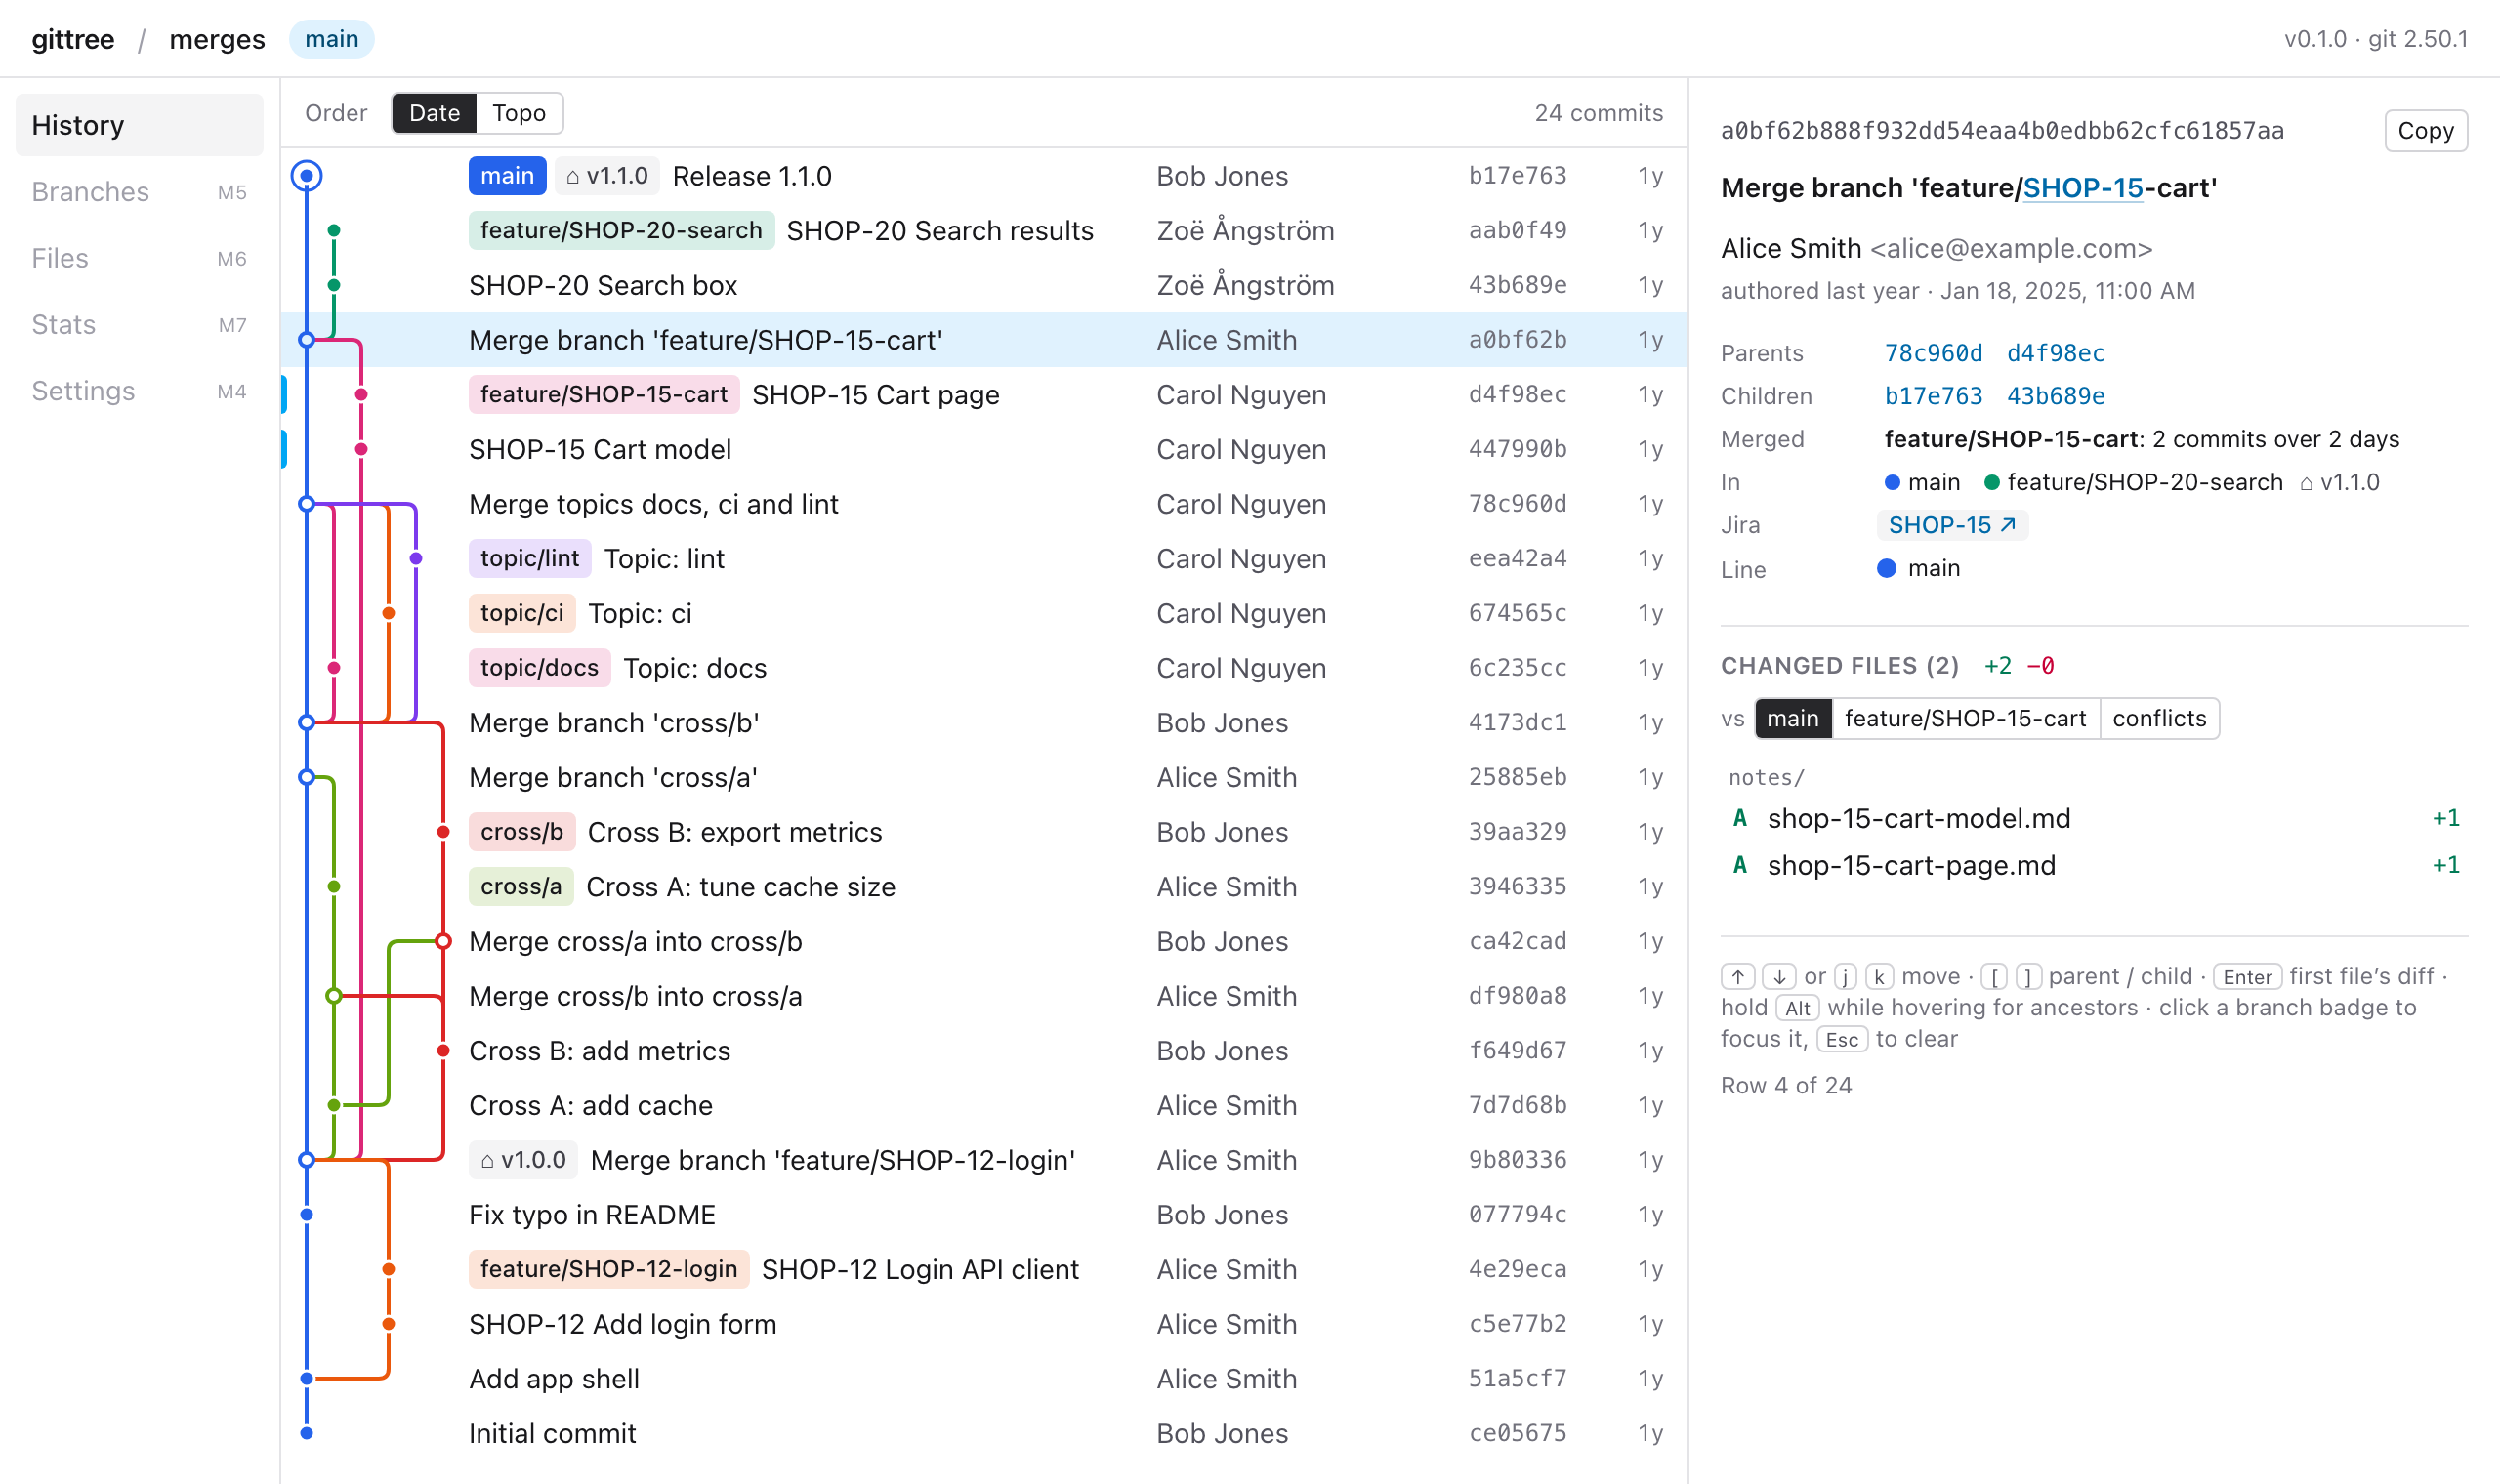 gittree / merges main v0.1.0 · git 2.50.1
History
Branches M5
Files M6
Stats M7
Settings M4
Order Date Topo 24 commits
main ⌂ v1.1.0 Release 1.1.0 Bob Jones b17e763 1y
feature/SHOP-20-search SHOP-20 Search results Zoë Ångström aab0f49 1y
SHOP-20 Search box Zoë Ångström 43b689e 1y
Merge branch 'feature/SHOP-15-cart' Alice Smith a0bf62b 1y
feature/SHOP-15-cart SHOP-15 Cart page Carol Nguyen d4f98ec 1y
SHOP-15 Cart model Carol Nguyen 447990b 1y
Merge topics docs, ci and lint Carol Nguyen 78c960d 1y
topic/lint Topic: lint Carol Nguyen eea42a4 1y
topic/ci Topic: ci Carol Nguyen 674565c 1y
topic/docs Topic: docs Carol Nguyen 6c235cc 1y
Merge branch 'cross/b' Bob Jones 4173dc1 1y
Merge branch 'cross/a' Alice Smith 25885eb 1y
cross/b Cross B: export metrics Bob Jones 39aa329 1y
cross/a Cross A: tune cache size Alice Smith 3946335 1y
Merge cross/a into cross/b Bob Jones ca42cad 1y
Merge cross/b into cross/a Alice Smith df980a8 1y
Cross B: add metrics Bob Jones f649d67 1y
Cross A: add cache Alice Smith 7d7d68b 1y
⌂ v1.0.0 Merge branch 'feature/SHOP-12-login' Alice Smith 9b80336 1y
Fix typo in README Bob Jones 077794c 1y
feature/SHOP-12-login SHOP-12 Login API client Alice Smith 4e29eca 1y
SHOP-12 Add login form Alice Smith c5e77b2 1y
Add app shell Alice Smith 51a5cf7 1y
Initial commit Bob Jones ce05675 1y
a0bf62b888f932dd54eaa4b0edbb62cfc61857aa Copy
Merge branch 'feature/SHOP-15-cart'
Alice Smith <alice@example.com>
authored last year · Jan 18, 2025, 11:00 AM
Parents 78c960d d4f98ec
Children b17e763 43b689e
Merged feature/SHOP-15-cart: 2 commits over 2 days
In main feature/SHOP-20-search ⌂ v1.1.0
Jira SHOP-15 ↗
Line main
CHANGED FILES (2) +2 −0
vs main feature/SHOP-15-cart conflicts
notes/
A shop-15-cart-model.md +1
A shop-15-cart-page.md +1
↑ ↓ or j k move · [ ] parent / child · Enter first file’s diff ·
hold Alt while hovering for ancestors · click a branch badge to
focus it, Esc to clear
Row 4 of 24